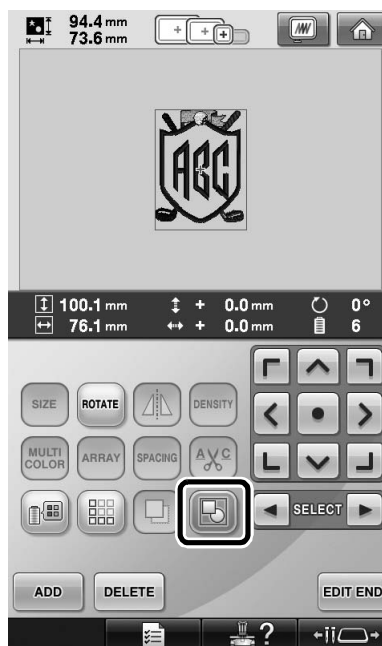 94.4 mm
73.6 mm
ABC
100.1 mm + 0.0 mm 0°
76.1 mm + 0.0 mm 6
SIZE ROTATE DENSITY
MULTI COLOR ARRAY SPACING AVC
SELECT
ADD DELETE EDIT END
?